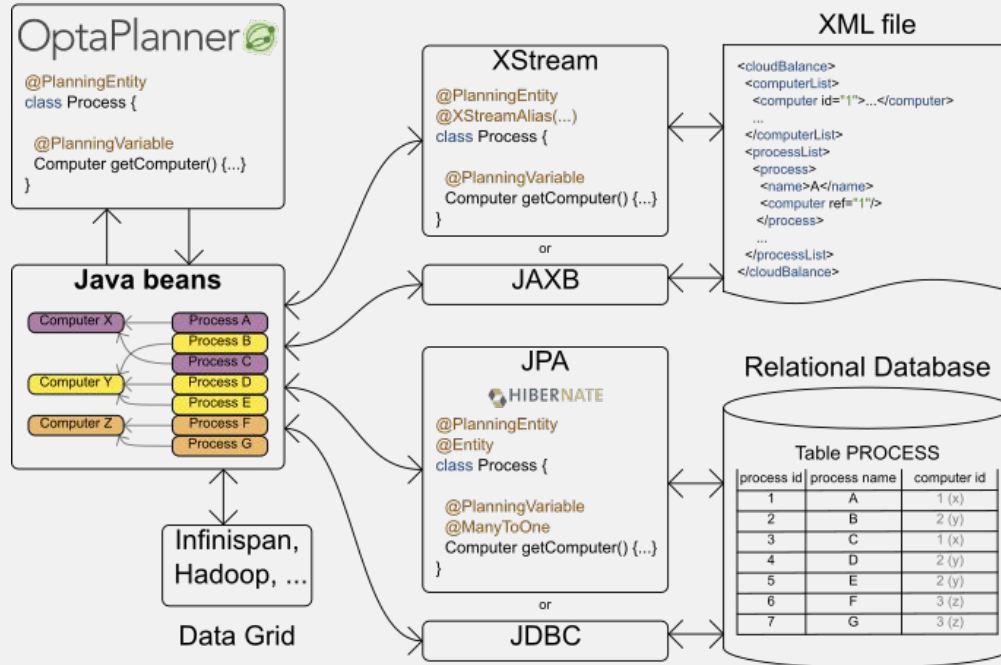 OptaPlanner
@PlanningEntity
class Process {
@PlanningVariable
Computer getComputer() {...}
}
Java beans
Computer X
Process A
Process B
Process C
Computer Y
Process D
Process E
Computer Z
Process F
Process G
Infinispan,
Hadoop, ...
Data Grid
XStream
@PlanningEntity
@XStreamAlias(...)
class Process {
@PlanningVariable
Computer getComputer() {...}
}
or
JAXB
JPA
HIBERNATE
@PlanningEntity
@Entity
class Process {
@PlanningVariable
@ManyToOne
Computer getComputer() {...}
}
or
JDBC
XML file
<cloudBalance>
<computerList>
<computer id="1">...</computer>
...
</computerList>
<processList>
<process>
<name>A</name>
<computer ref="1"/>
</process>
...
</processList>
</cloudBalance>
Relational Database
Table PROCESS
process id process name computer id
1 A 1 (x)
2 B 2 (y)
3 C 1 (x)
4 D 2 (y)
5 E 2 (y)
6 F 3 (z)
7 G 3 (z)